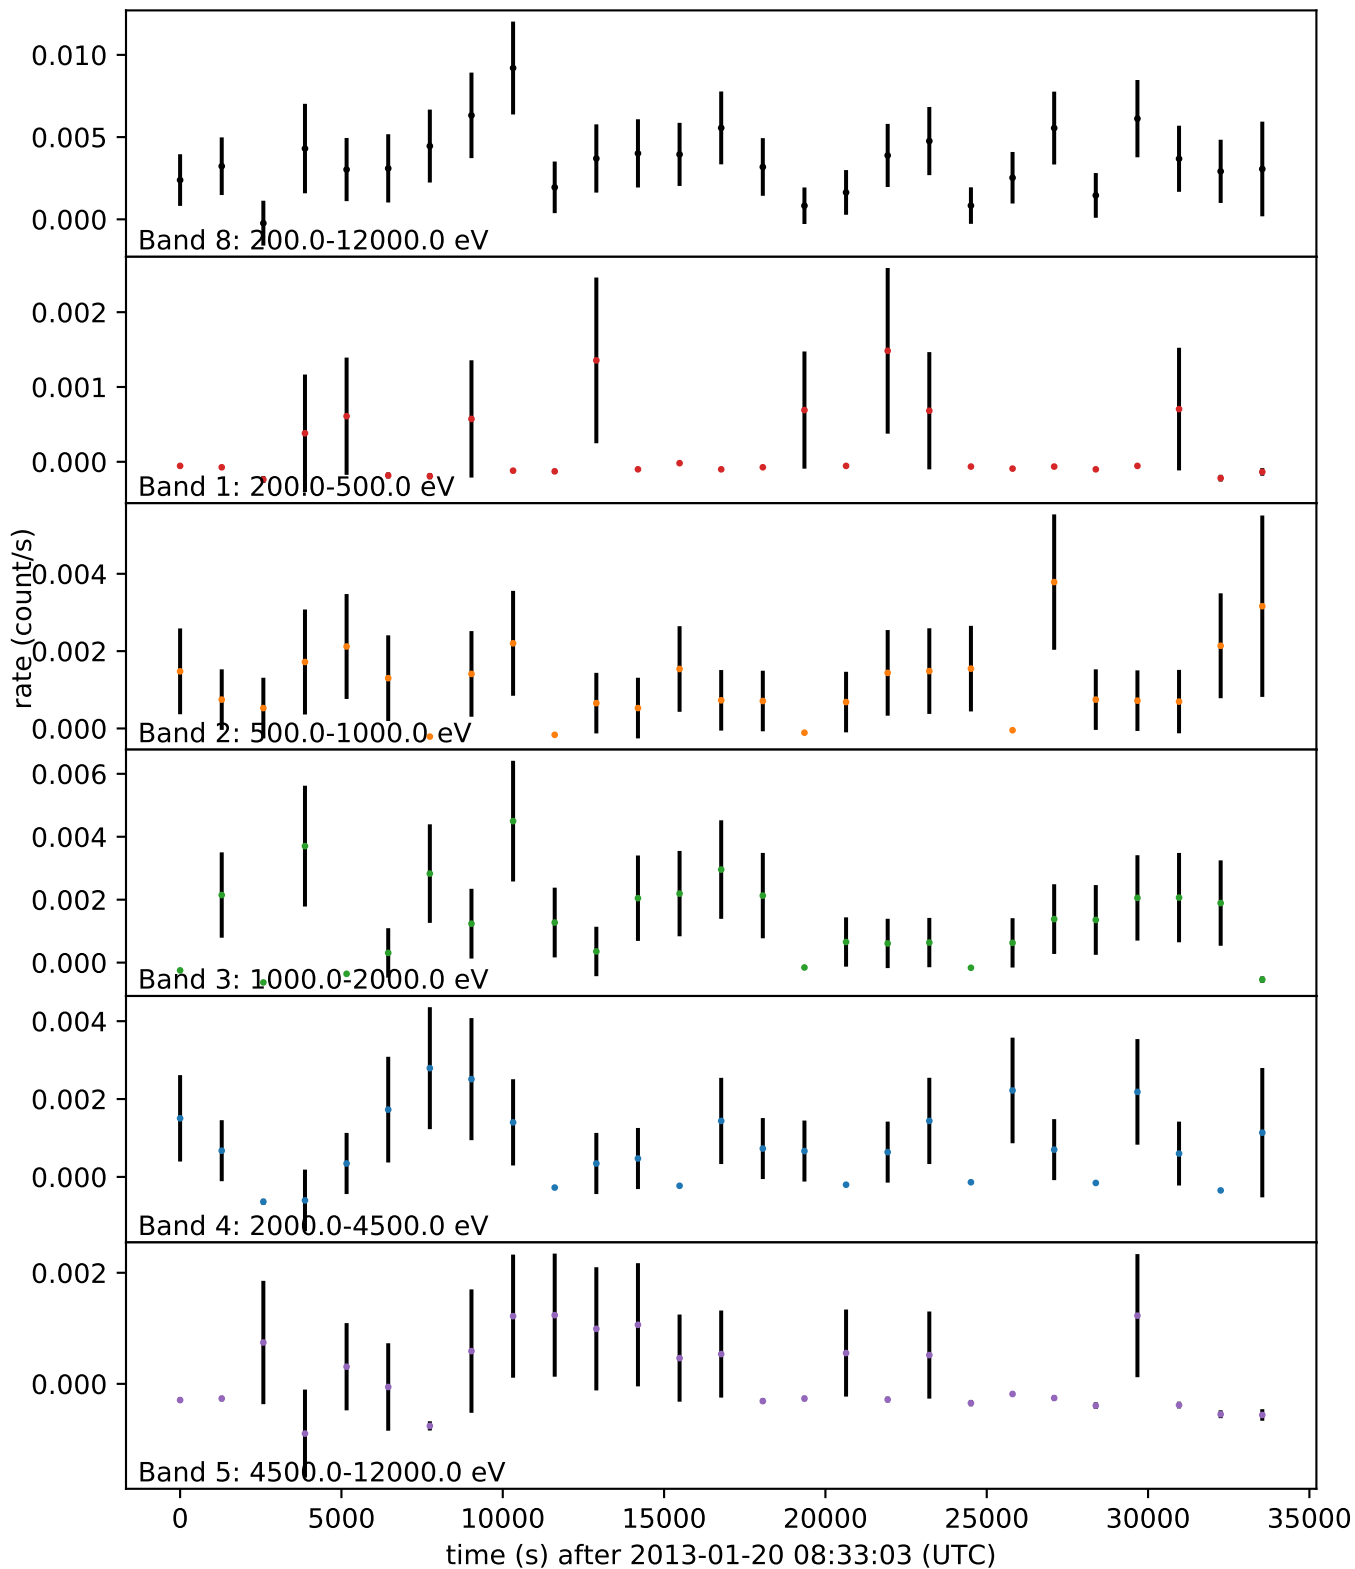 0.010
0.005
0.000
Band 8: 200.0-12000.0 eV
0.002
0.001
0.000
Band 1: 200.0-500.0 eV
rate (count/s)
0.004
0.002
0.000
Band 2: 500.0-1000.0 eV
0.006
0.004
0.002
0.000
Band 3: 1000.0-2000.0 eV
0.004
0.002
0.000
Band 4: 2000.0-4500.0 eV
0.002
0.000
Band 5: 4500.0-12000.0 eV
0 5000 10000 15000 20000 25000 30000 35000
time (s) after 2013-01-20 08:33:03 (UTC)